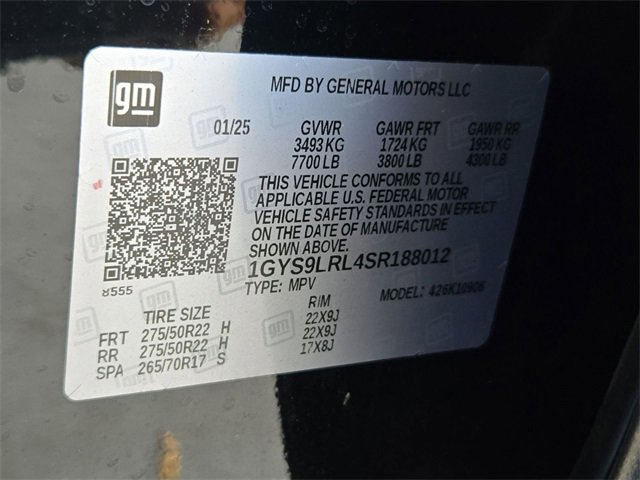 gm
MFD BY GENERAL MOTORS LLC
01/25 GVWR GAWR FRT GAWR RR
3493 KG 1724 KG 1950 KG
7700 LB 3800 LB 4300 LB
THIS VEHICLE CONFORMS TO ALL
APPLICABLE U.S. FEDERAL MOTOR
VEHICLE SAFETY STANDARDS IN EFFECT
ON THE DATE OF MANUFACTURE
SHOWN ABOVE.
1GYS9LRL4SR188012
TYPE: MPV MODEL: 426K10906
TIRE SIZE RIM
FRT 275/50R22 H 22X9J
RR 275/50R22 H 22X9J
SPA 265/70R17 S 17X8J